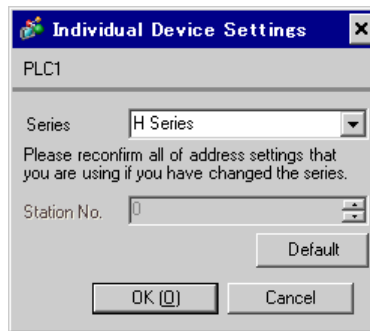 Individual Device Settings
PLC1
Series H Series
Please reconfirm all of address settings that
you are using if you have changed the series.
Station No. 0
Default
OK (O) Cancel